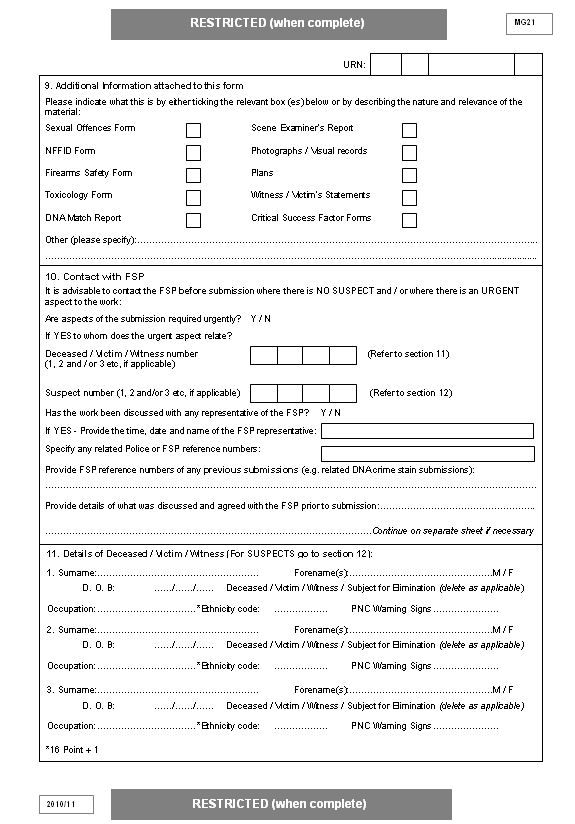 RESTRICTED (when complete)
MG21
URN:
9. Additional Information attached to this form
Please indicate what this is by either ticking the relevant box (es) below or by describing the nature and relevance of the
material:
Sexual Offences Form Scene Examiner's Report
NFFID Form Photographs / Visual records
Firearms Safety Form Plans
Toxicology Form Witness / Victim's Statements
DNA Match Report Critical Success Factor Forms
Other (please specify):..............................................................................................................................
..............................................................................................................................
10. Contact with FSP
It is advisable to contact the FSP before submission where there is NO SUSPECT and / or where there is an URGENT
aspect to the work:
Are aspects of the submission required urgently? Y / N
If YES to whom does the urgent aspect relate?
Deceased / Victim / Witness number (Refer to section 11)
(1, 2 and / or 3 etc, if applicable)
Suspect number (1, 2 and/or 3 etc, if applicable) (Refer to section 12)
Has the work been discussed with any representative of the FSP? Y / N
If YES - Provide the time, date and name of the FSP representative:
Specify any related Police or FSP reference numbers:
Provide FSP reference numbers of any previous submissions (e.g. related DNA crime stain submissions):
..............................................................................................................................
Provide details of what was discussed and agreed with the FSP prior to submission:................................................
..............................................................................................Continue on separate sheet if necessary
11. Details of Deceased / Victim / Witness (For SUSPECTS go to section 12):
1. Surname:.................................................. Forename(s):.............................................M / F
D. O. B: ....../....../...... Deceased / Victim / Witness / Subject for Elimination (delete as applicable)
Occupation:................................*Ethnicity code: .................. PNC Warning Signs .....................
2. Surname:.................................................. Forename(s):.............................................M / F
D. O. B: ....../....../...... Deceased / Victim / Witness / Subject for Elimination (delete as applicable)
Occupation:................................*Ethnicity code: .................. PNC Warning Signs .....................
3. Surname:.................................................. Forename(s):.............................................M / F
D. O. B: ....../....../...... Deceased / Victim / Witness / Subject for Elimination (delete as applicable)
Occupation:................................*Ethnicity code: .................. PNC Warning Signs .....................
*16 Point + 1
2010/11
RESTRICTED (when complete)